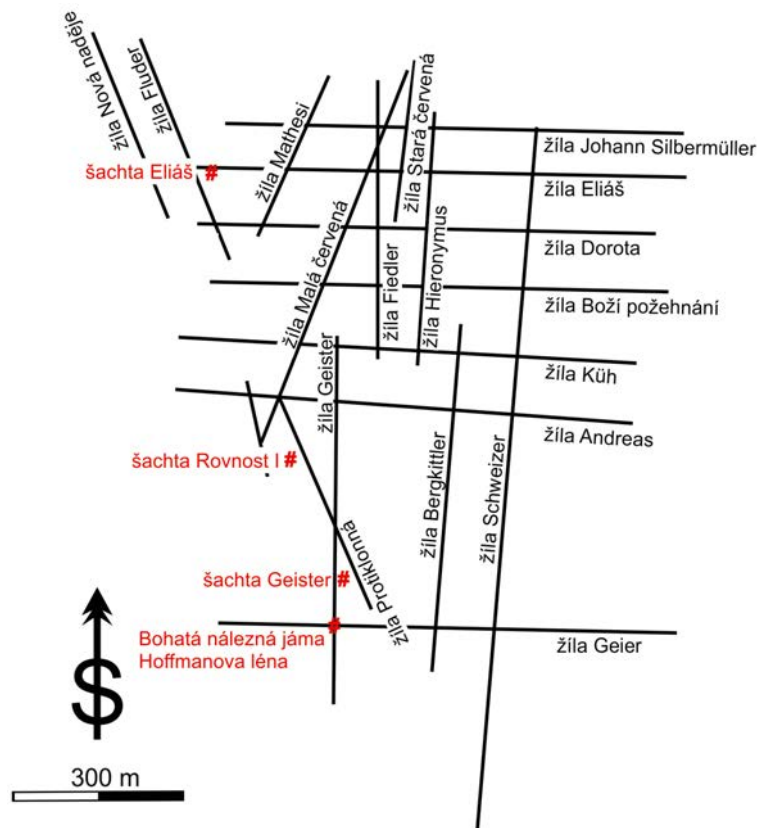 žíla Nová naděje
žíla Fluder
žíla Mathesi
žíla Stará červená
žíla Johann Silbermüller
šachta Eliáš #
žíla Eliáš
žíla Malá červená
žíla Fiedler
žíla Hieronymus
žíla Dorota
žíla Boží požehnání
žíla Geister
žíla Küh
žíla Andreas
šachta Rovnost I #
žíla Bergkittler
žíla Schweizer
žíla Protiklonná
šachta Geister #
#
Bohatá nálezná jáma
Hoffmanova léna
žíla Geier
S
300 m